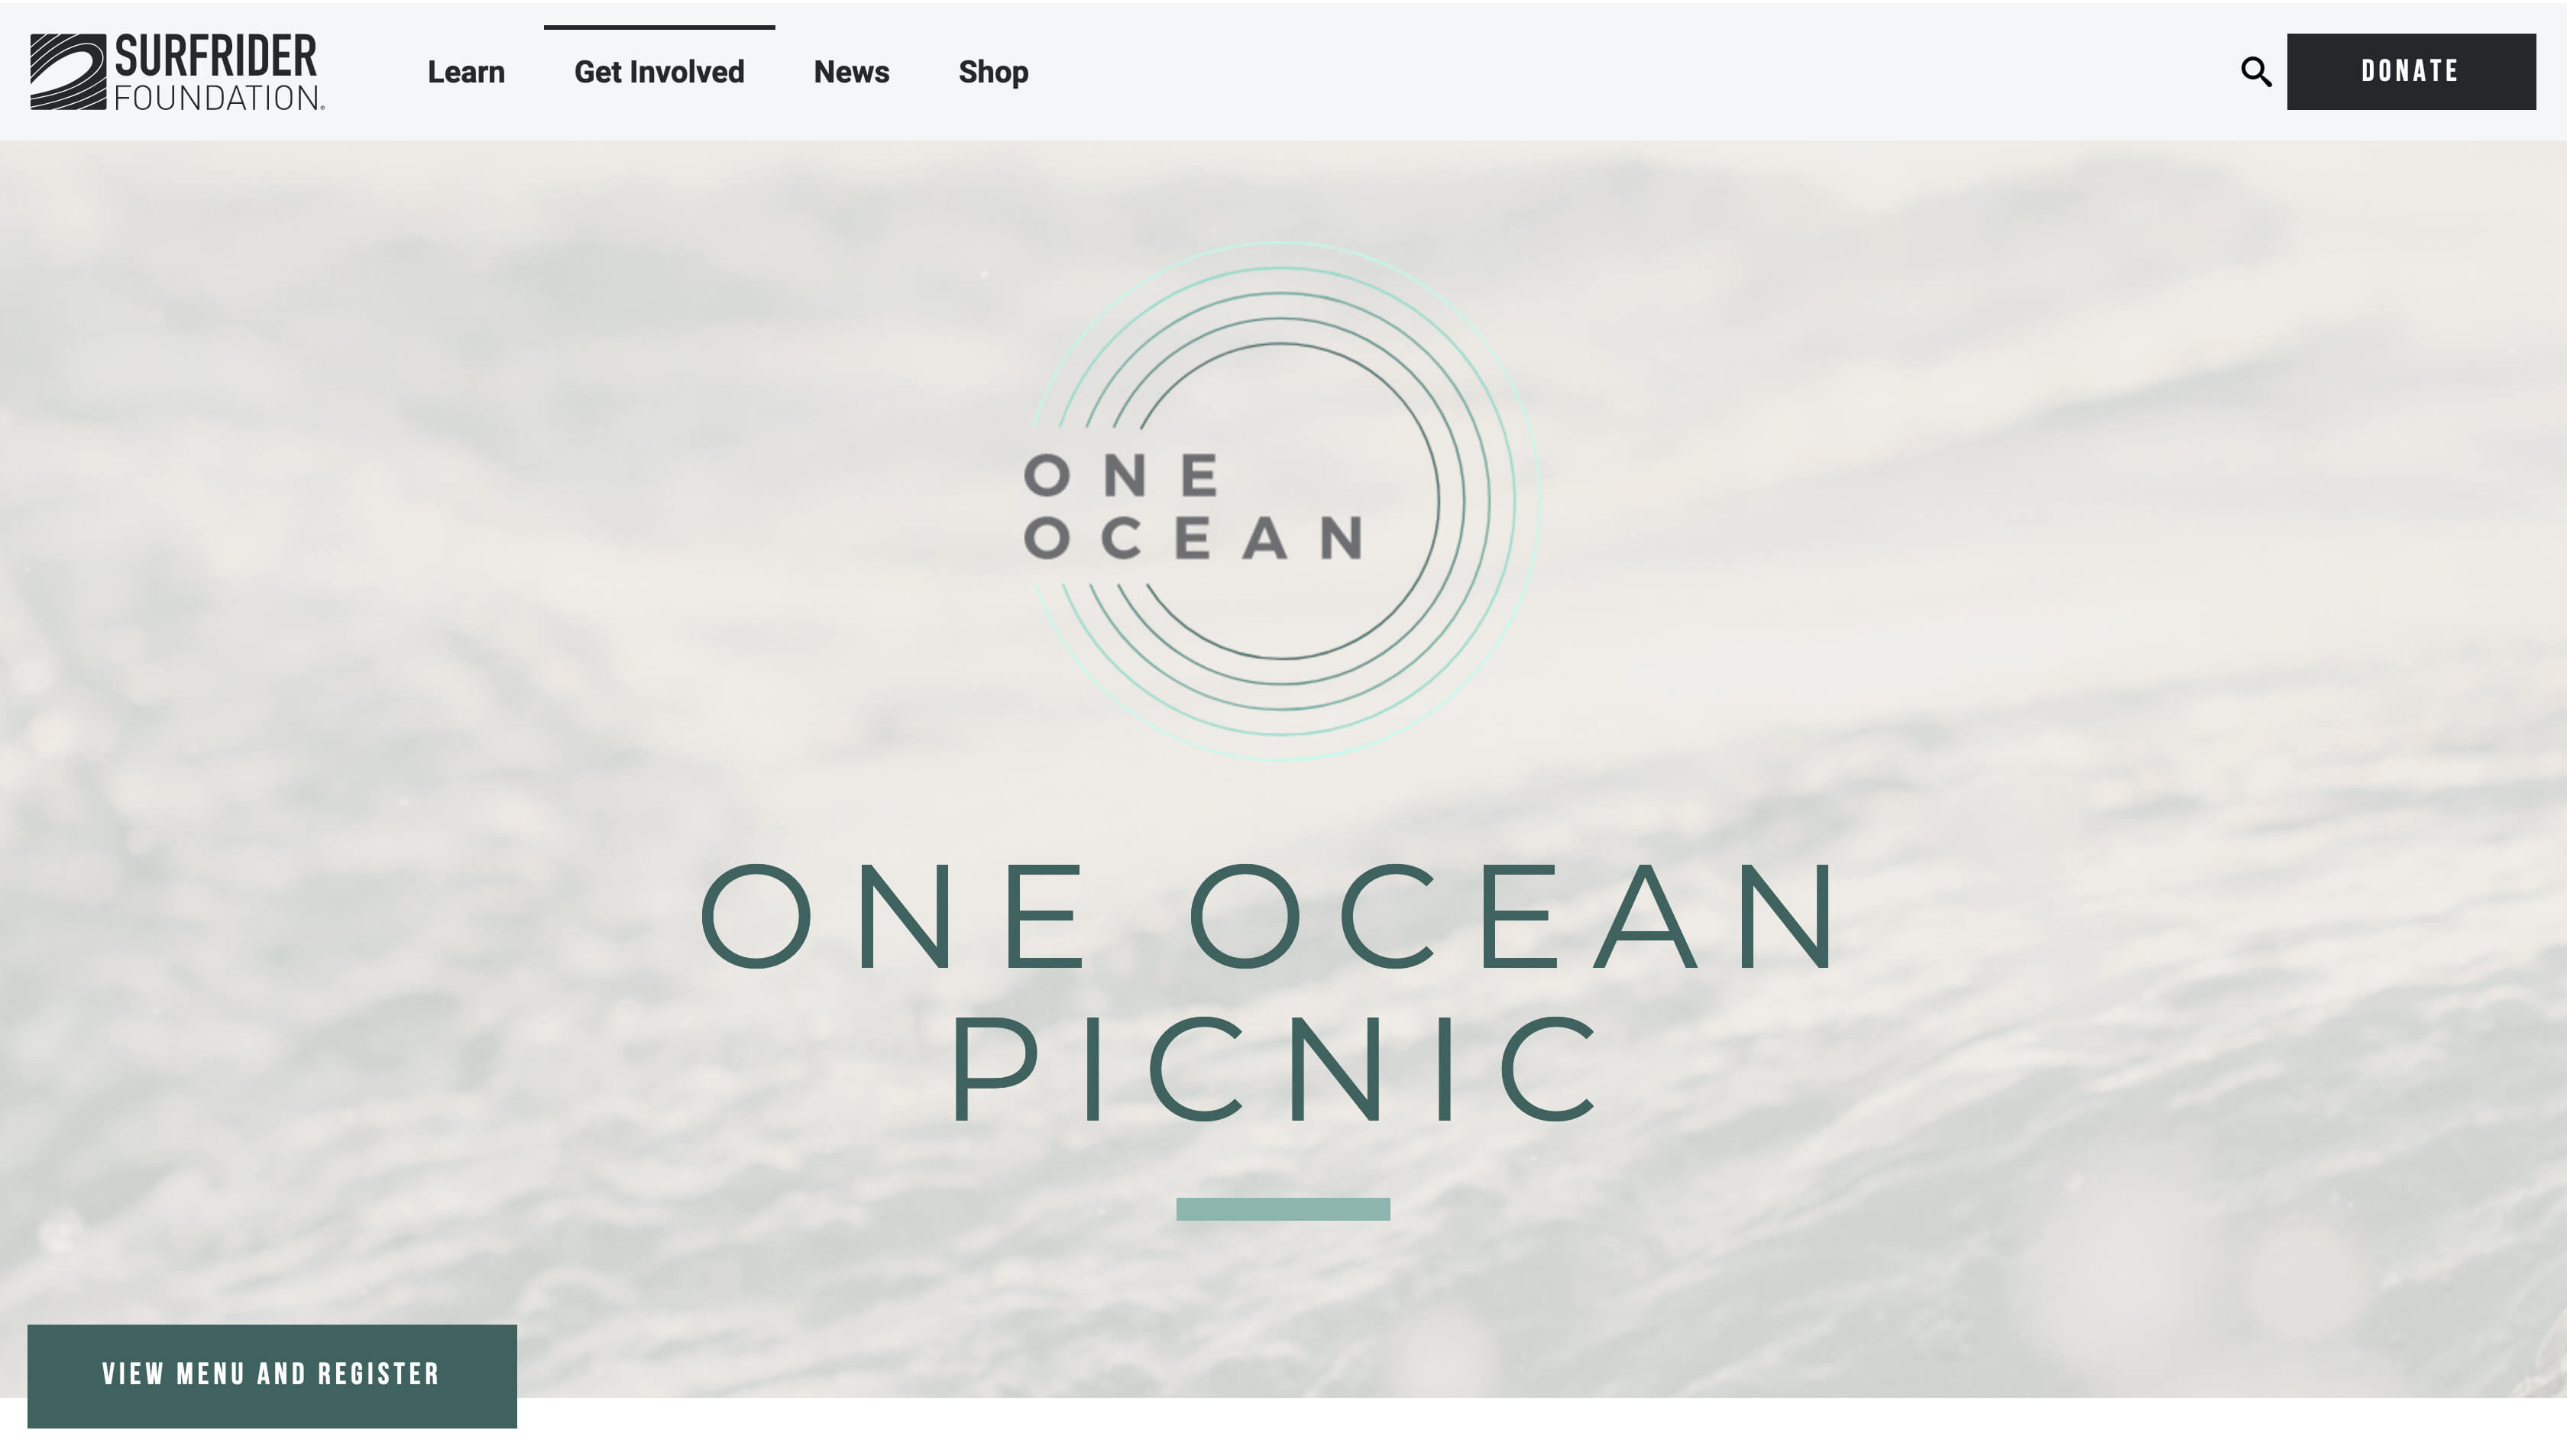 SURFRIDER
FOUNDATION®
Learn
Get Involved
News
Shop
DONATE
ONE
OCEAN
ONE OCEAN
PICNIC
VIEW MENU AND REGISTER